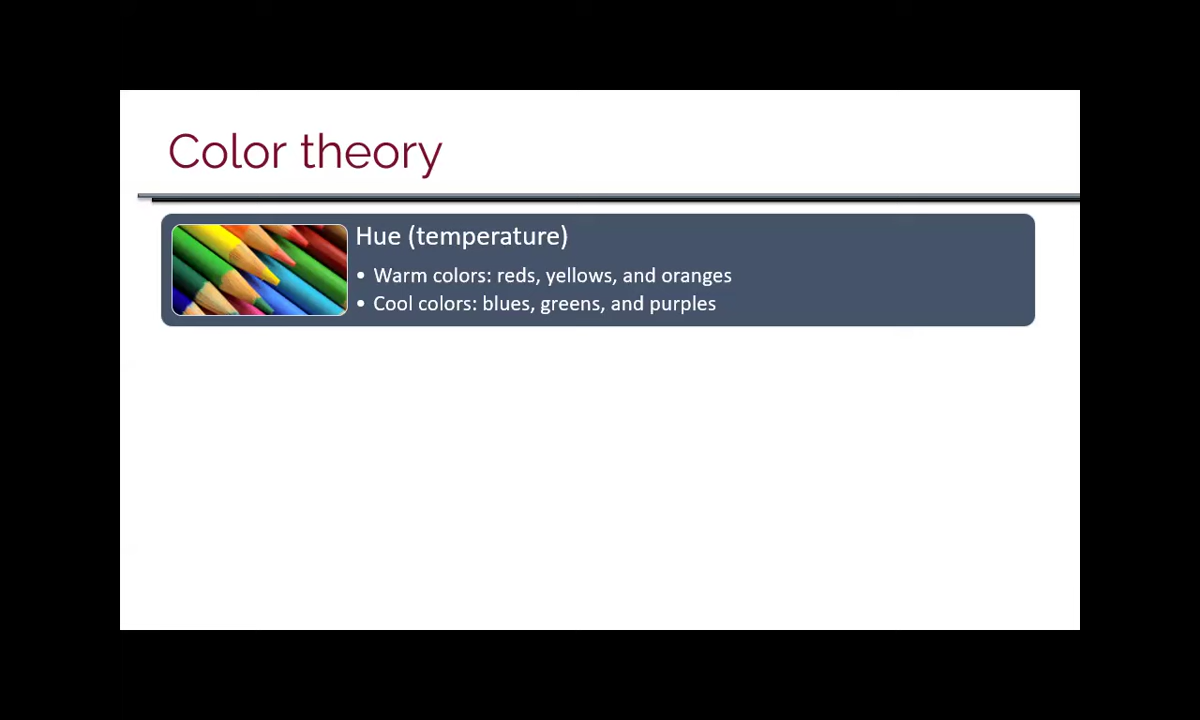 Color theory
Hue (temperature)
• Warm colors: reds, yellows, and oranges
• Cool colors: blues, greens, and purples